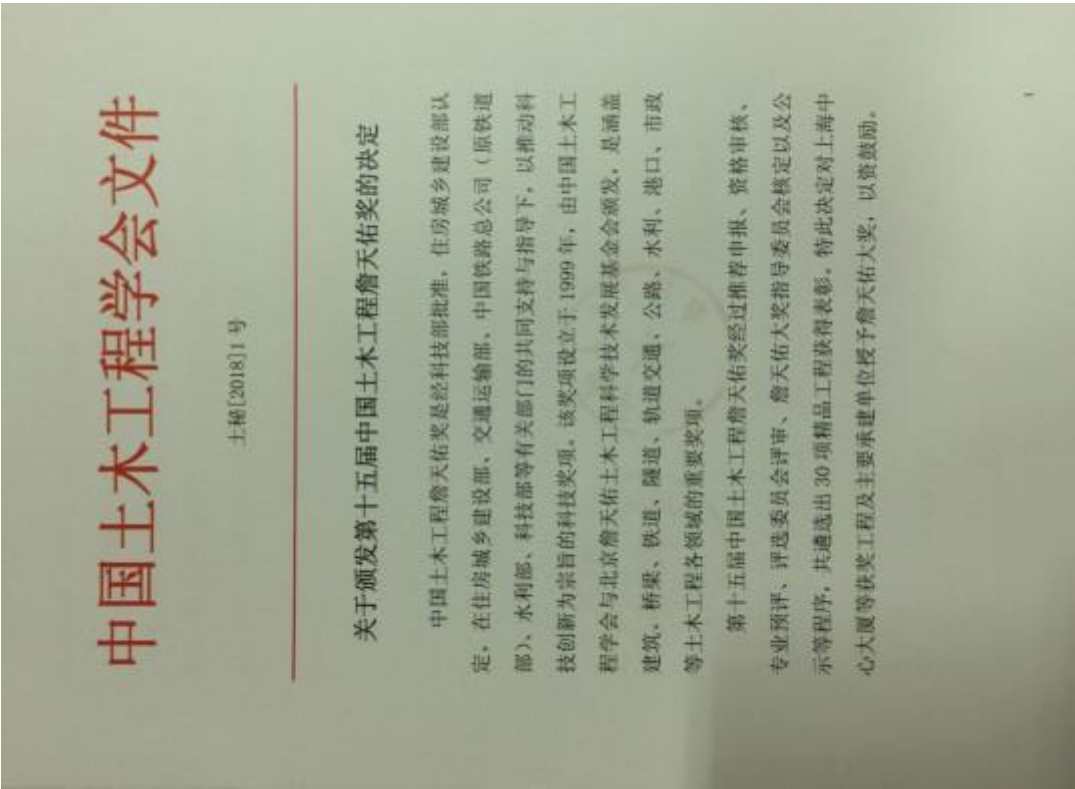 中国土木工程学会文件
土秘[2018]1号
关于颁发第十五届中国土木工程詹天佑奖的决定
中国土木工程詹天佑奖是经科技部批准,住房城乡建设部认
定,在住房城乡建设部、交通运输部、中国铁路总公司(原铁道
部)、水利部、科技部等有关部门的共同支持与指导下,以推动科
技创新为宗旨的科技奖项。该奖项设立于1999年,由中国土木工
程学会与北京詹天佑土木工程科学技术发展基金会颁发,是涵盖
建筑、桥梁、铁道、隧道、轨道交通、公路、水利、港口、市政
等土木工程各领域的重要奖项。
第十五届中国土木工程詹天佑奖经过推荐申报、资格审核、
专业预评、评选委员会评审、詹天佑大奖指导委员会核定以及公
示等程序,共遴选出30项精品工程获得表彰。特此决定对上海中
心大厦等获奖工程及主要承建单位授予詹天佑大奖,以资鼓励。
1